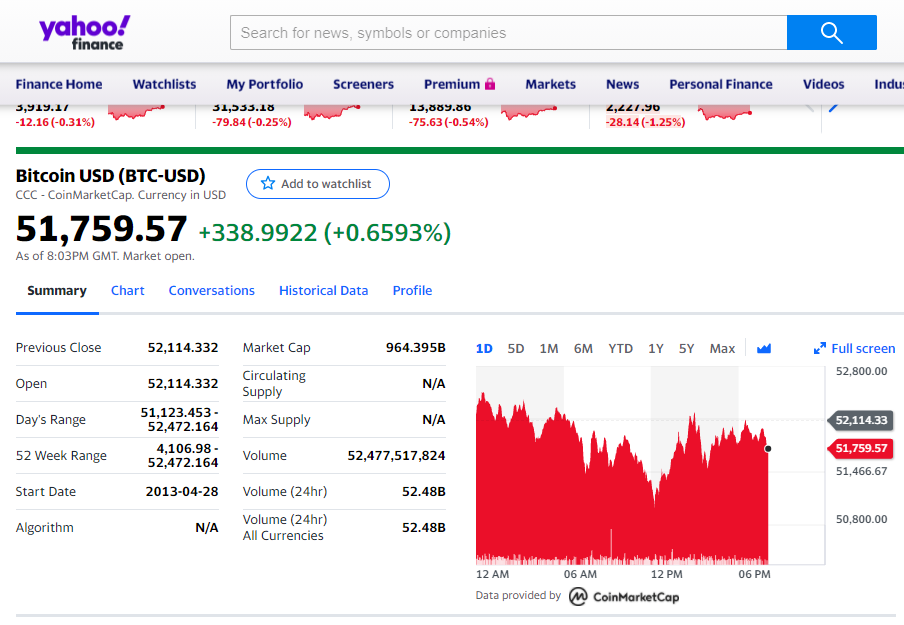 yahoo!
finance
Search for news, symbols or companies
Finance Home Watchlists My Portfolio Screeners Premium Markets News Personal Finance Videos Indus
3,919.17 31,533.18 13,889.86 2,227.96
-12.16 (-0.31%) -79.84 (-0.25%) -75.63 (-0.54%) -28.14 (-1.25%)
Bitcoin USD (BTC-USD)
Add to watchlist
CCC - CoinMarketCap. Currency in USD
51,759.57 +338.9922 (+0.6593%)
As of 8:03PM GMT. Market open.
Summary Chart Conversations Historical Data Profile
Previous Close 52,114.332
Open 52,114.332
Day's Range 51,123.453 -
52,472.164
52 Week Range 4,106.98 -
52,472.164
Start Date 2013-04-28
Algorithm N/A
Market Cap 964.395B
Circulating
Supply N/A
Max Supply N/A
Volume 52,477,517,824
Volume (24hr) 52.48B
Volume (24hr)
All Currencies 52.48B
1D 5D 1M 6M YTD 1Y 5Y Max Full screen
52,800.00
52,114.33
51,759.57
51,466.67
50,800.00
12 AM 06 AM 12 PM 06 PM
Data provided by CoinMarketCap